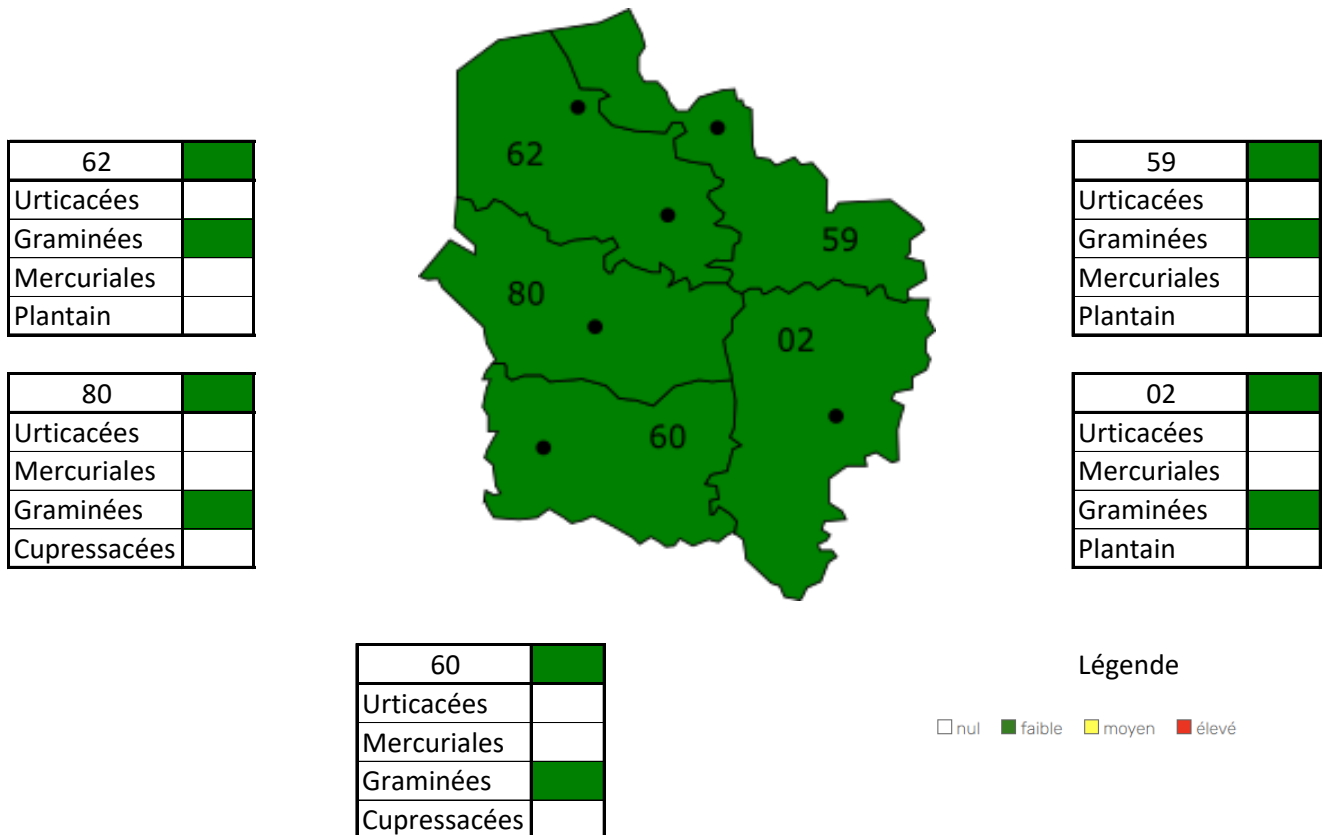 62
Urticacées
Graminées
Mercuriales
Plantain
80
Urticacées
Mercuriales
Graminées
Cupressacées
62
59
80
02
60
59
Urticacées
Graminées
Mercuriales
Plantain
02
Urticacées
Mercuriales
Graminées
Plantain
60
Urticacées
Mercuriales
Graminées
Cupressacées
Légende
nul faible moyen élevé